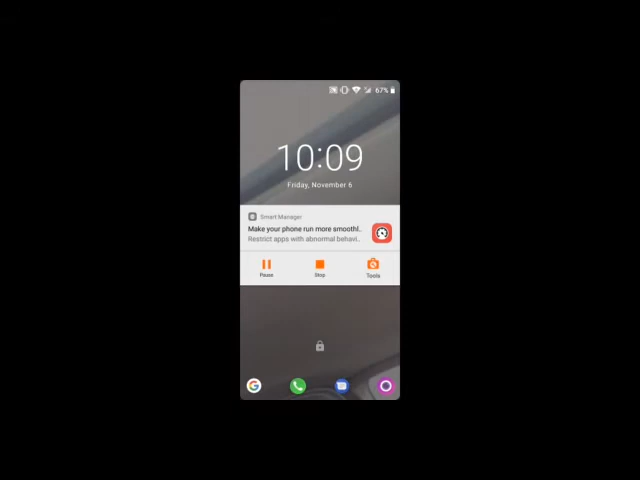 67%
10:09
Friday, November 6
Smart Manager
Make your phone run more smoothl..
Restrict apps with abnormal behavi..
Pause
Stop
Tools